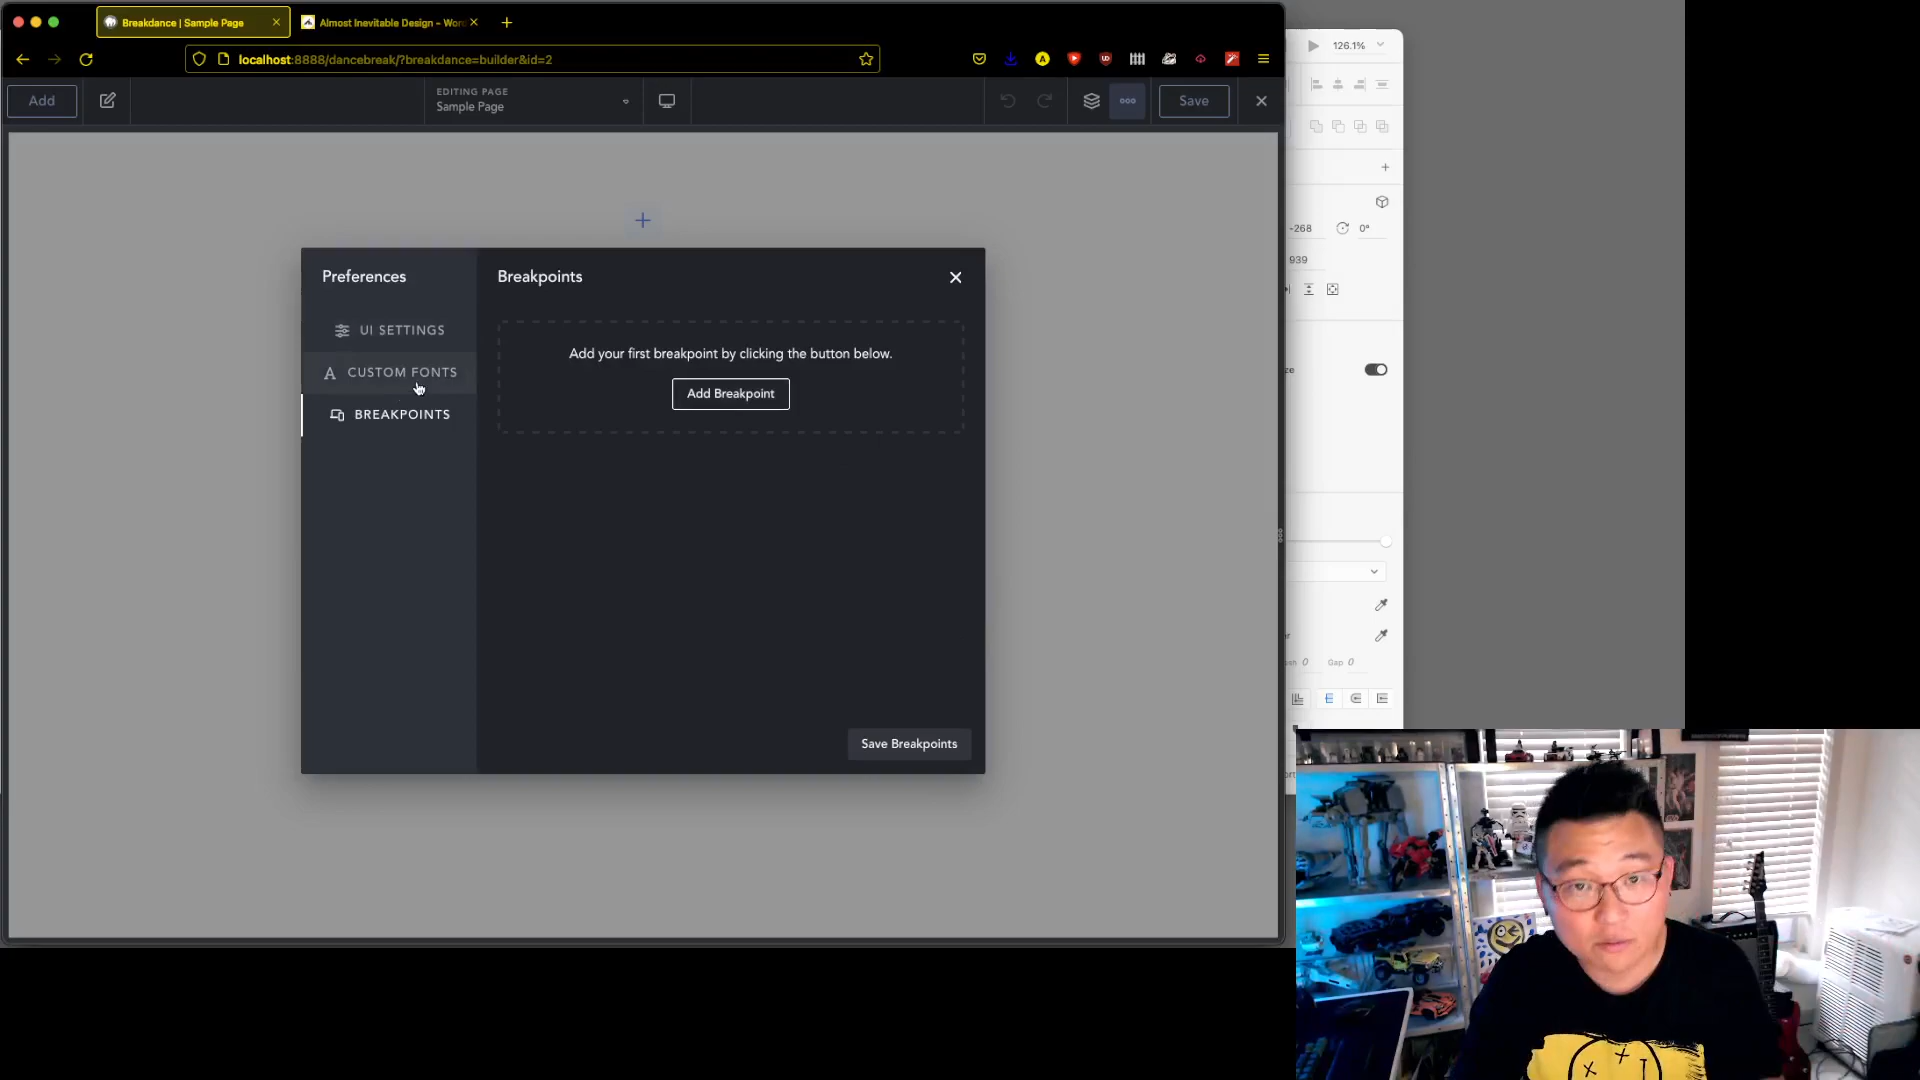 Breakdance | Sample Page
Almost Inevitable Design – Wor
localhost:8888/dancebreak/?breakdance=builder&id=2
Add
EDITING PAGE
Sample Page
Save
126.1%
-268
0°
939
Preferences
UI SETTINGS
CUSTOM FONTS
BREAKPOINTS
Breakpoints
Add your first breakpoint by clicking the button below.
Add Breakpoint
Save Breakpoints
0
Gap 0